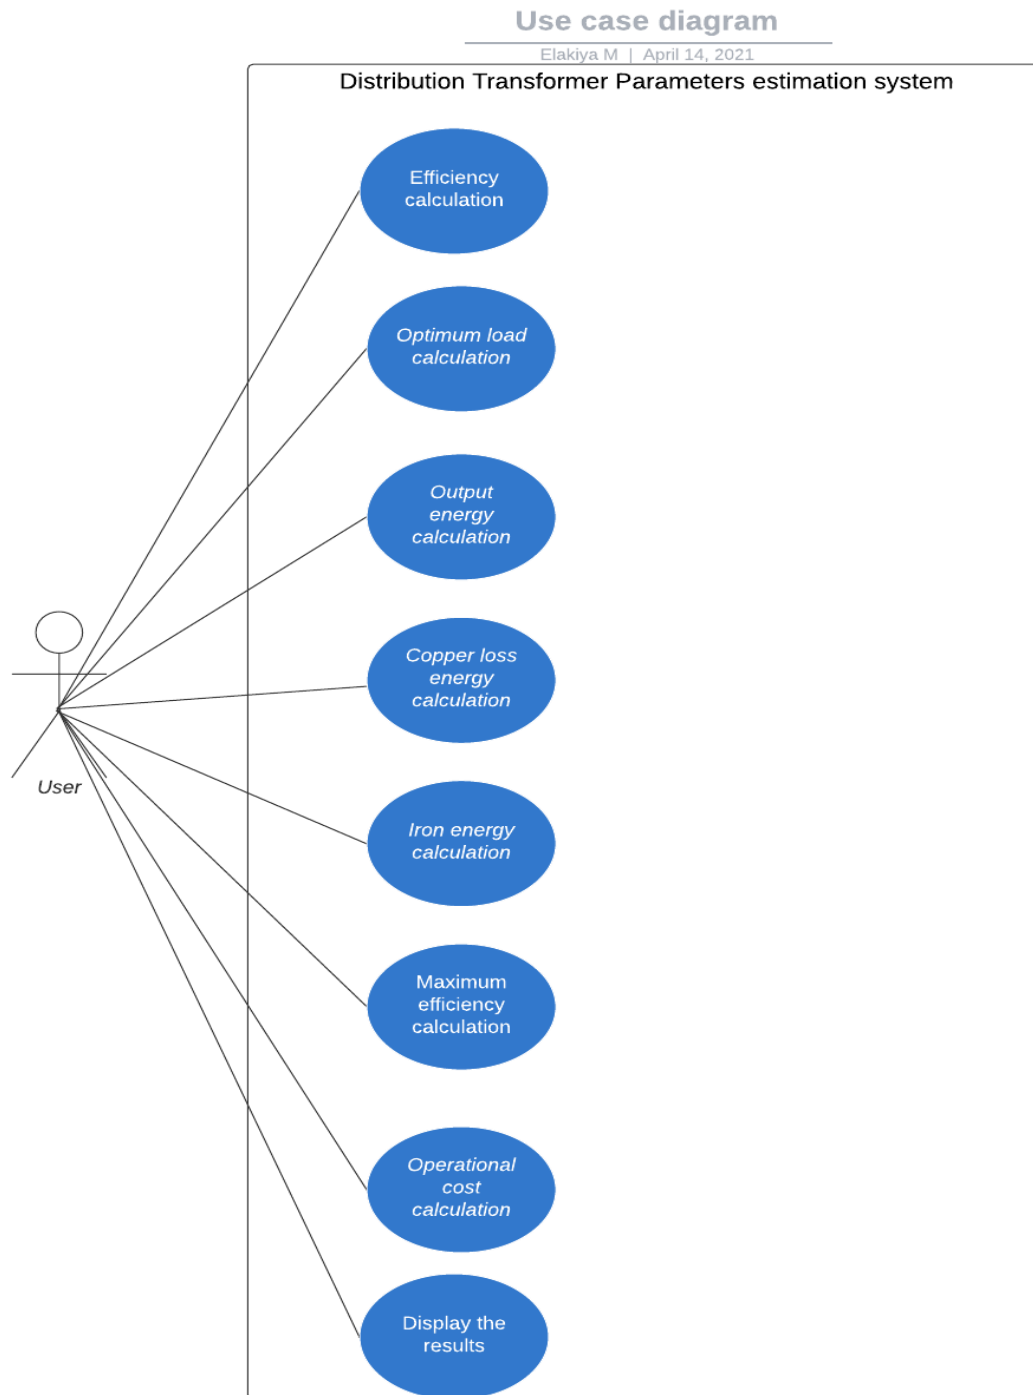 Use case diagram
Elakiya M | April 14, 2021
Distribution Transformer Parameters estimation system
Efficiency
calculation
Optimum load
calculation
Output
energy
calculation
Copper loss
energy
calculation
User
Iron energy
calculation
Maximum
efficiency
calculation
Operational
cost
calculation
Display the
results